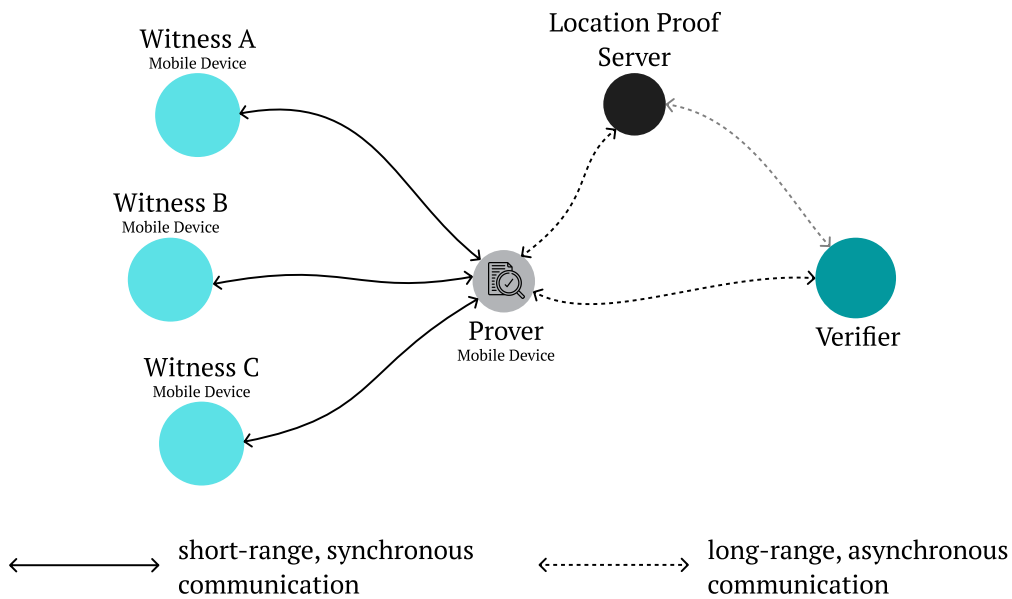 Location Proof
Server
Witness A
Mobile Device
Witness B
Mobile Device
Prover
Mobile Device
Verifier
Witness C
Mobile Device
short-range, synchronous
communication
long-range, asynchronous
communication